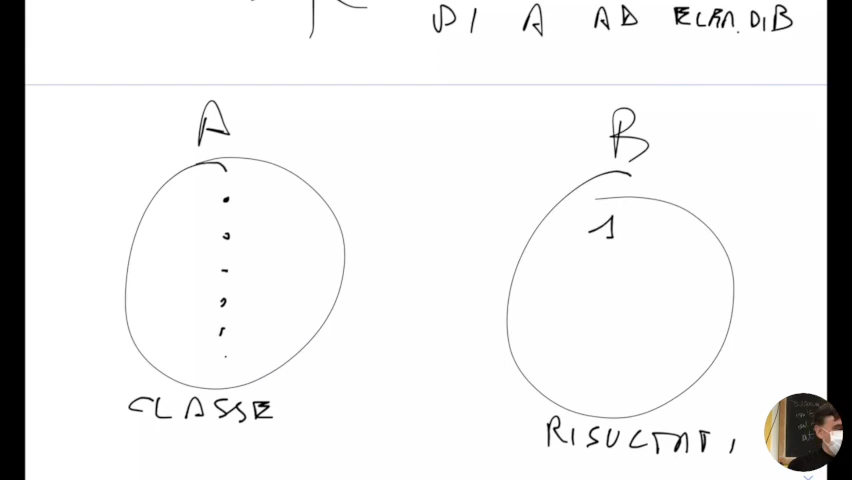 DI A AD ELEM. DI B
A
B
1
CLASSE
RISULTATI